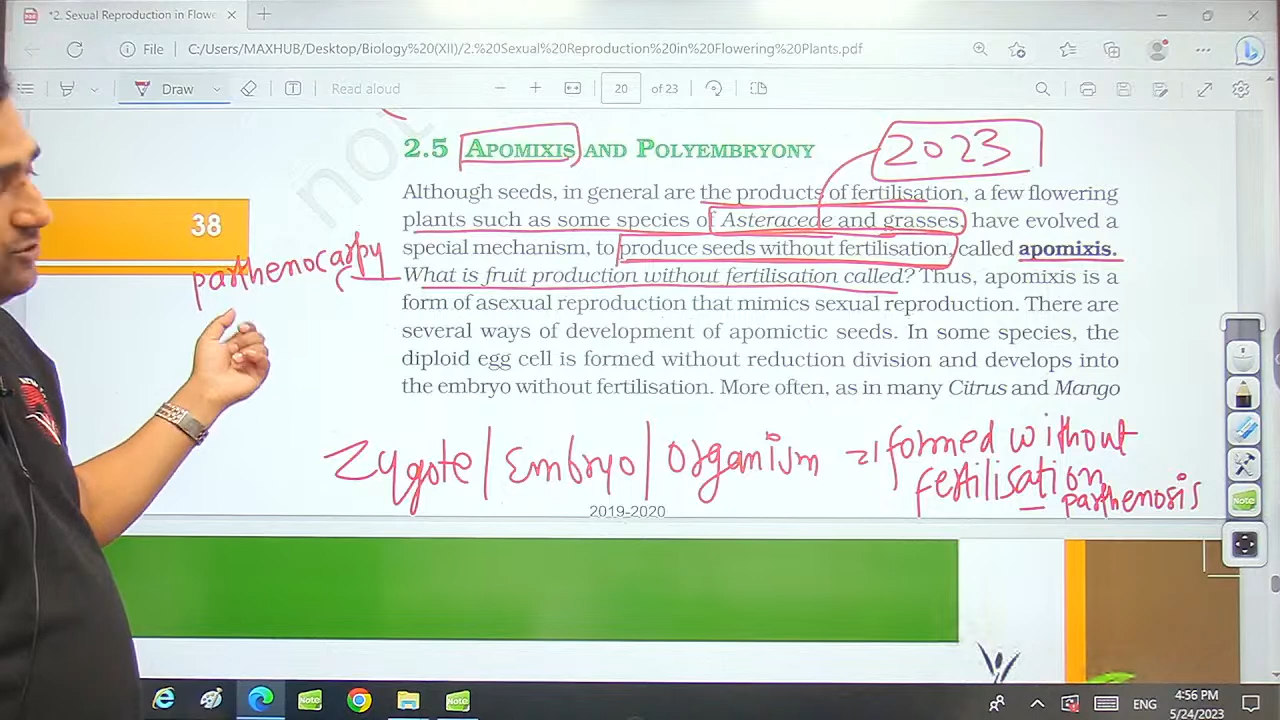 *2. Sexual Reproduction in Flowe
File
C:/Users/MAXHUB/Desktop/Biology%20(XII)/2.%20Sexual%20Reproduction%20in%20Flowering%20Plants.pdf
Draw
Read aloud
20
of 23
not
2.5 APOMIXIS AND POLYEMBRYONY
2023
Although seeds, in general are the products of fertilisation, a few flowering
plants such as some species of Asteraceae and grasses, have evolved a
special mechanism, to produce seeds without fertilisation, called apomixis.
What is fruit production without fertilisation called? Thus, apomixis is a
form of asexual reproduction that mimics sexual reproduction. There are
several ways of development of apomictic seeds. In some species, the
diploid egg cell is formed without reduction division and develops into
the embryo without fertilisation. More often, as in many Citrus and Mango
38
parthenocarpy
Zygote/Embryo/Organism
formed without
fertilisation
parthenosis
2019-2020
Note
Note
Note
ENG
4:56 PM
5/24/2023